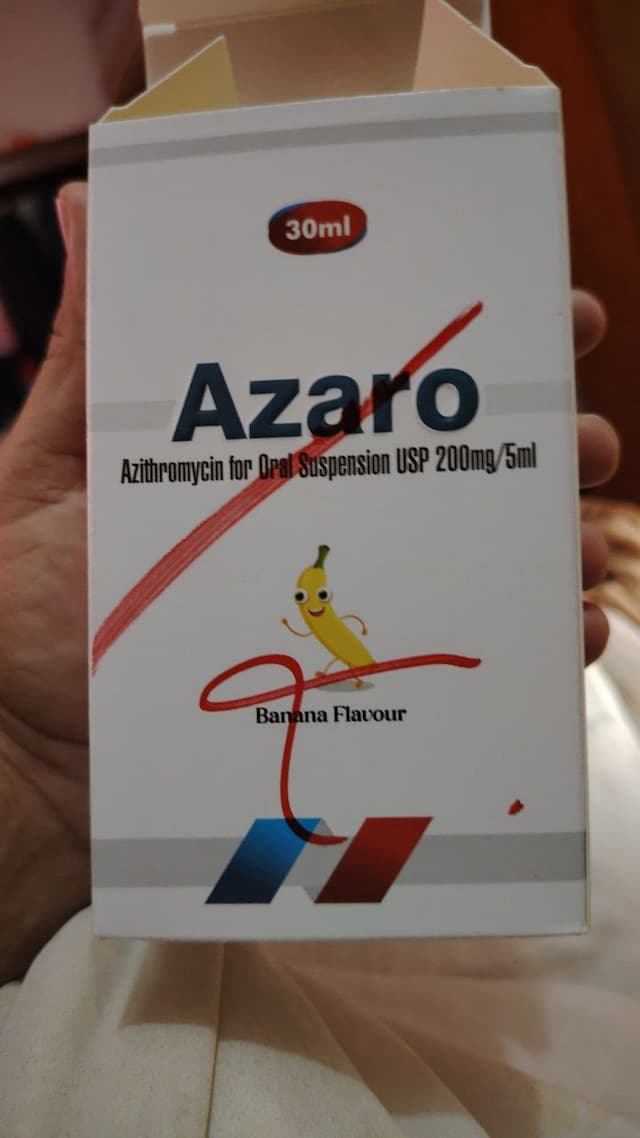 30ml
Azaro
Azithromycin for Oral Suspension USP 200mg/5ml
Banana Flavour